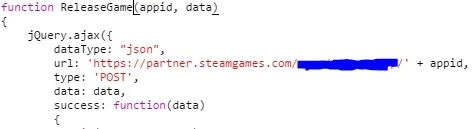 function ReleaseGame(appid, data)
{
jQuery.ajax({
dataType: "json",
url: 'https://partner.steamgames.com/ /' + appid,
type: 'POST',
data: data,
success: function(data)
{